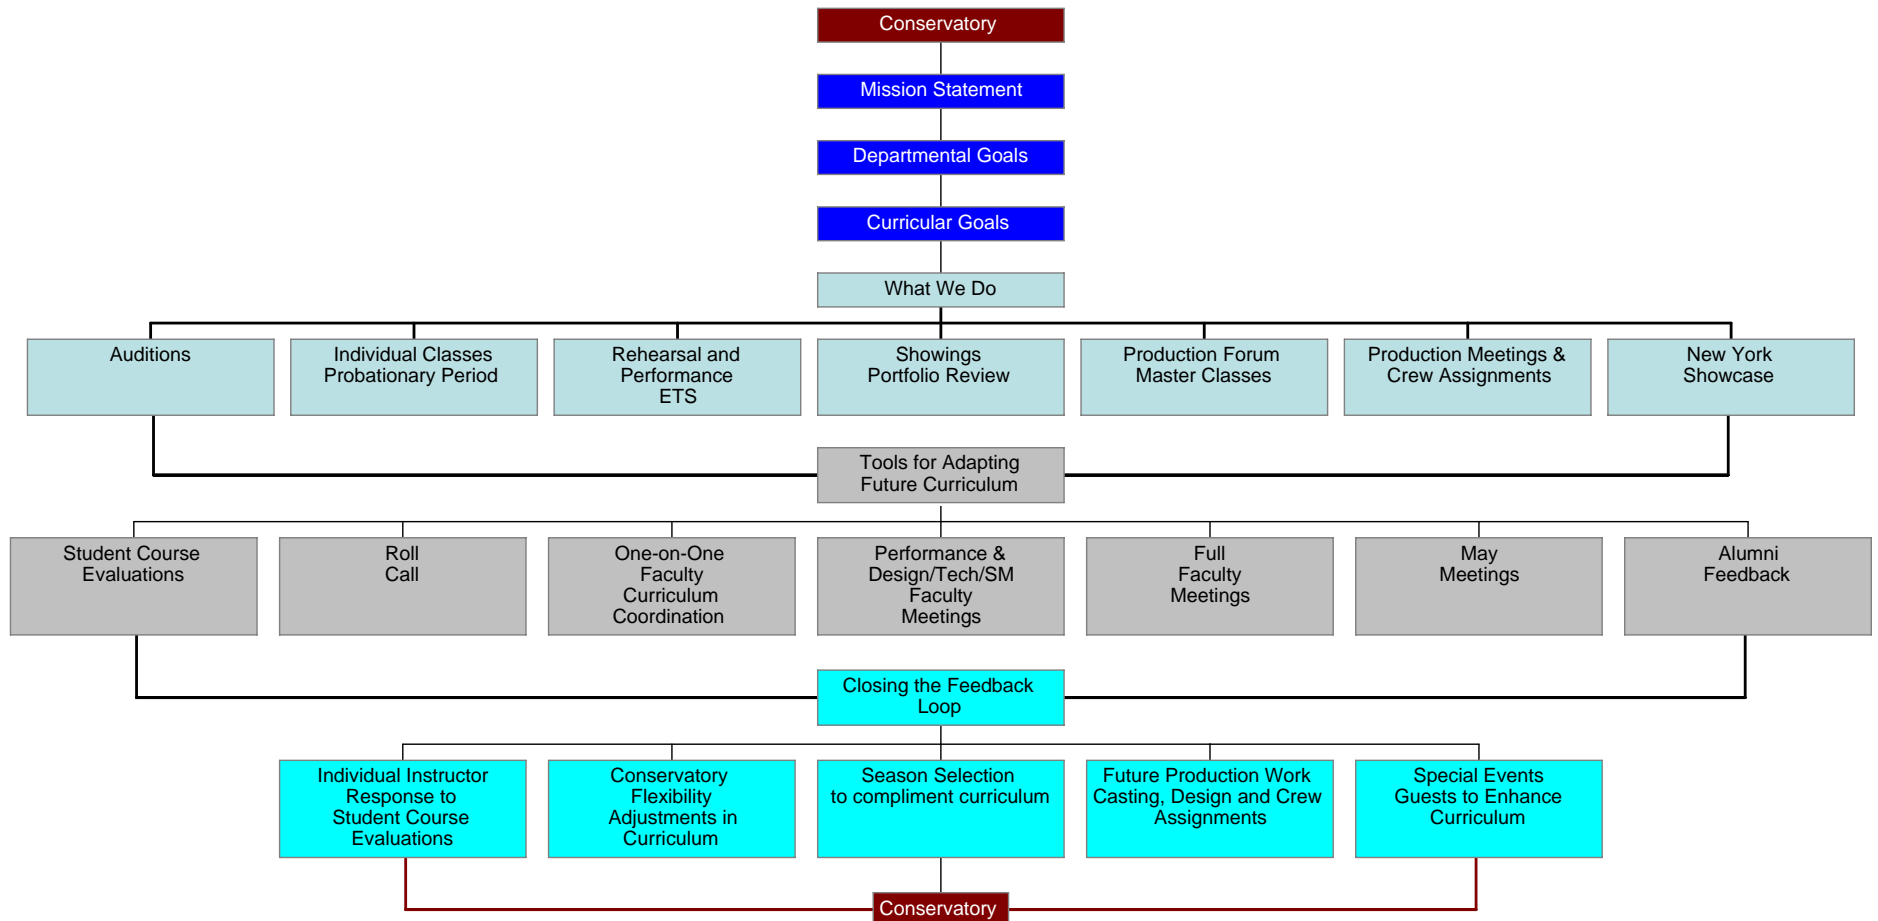 Conservatory
Mission Statement
Departmental Goals
Curricular Goals
What We Do
Auditions
Individual Classes
Probationary Period
Rehearsal and
Performance
ETS
Showings
Portfolio Review
Production Forum
Master Classes
Production Meetings &
Crew Assignments
New York
Showcase
Tools for Adapting
Future Curriculum
Student Course
Evaluations
Roll
Call
One-on-One
Faculty
Curriculum
Coordination
Performance &
Design/Tech/SM
Faculty
Meetings
Full
Faculty
Meetings
May
Meetings
Alumni
Feedback
Closing the Feedback
Loop
Individual Instructor
Response to
Student Course
Evaluations
Conservatory
Flexibility
Adjustments in
Curriculum
Season Selection
to compliment curriculum
Future Production Work
Casting, Design and Crew
Assignments
Special Events
Guests to Enhance
Curriculum
Conservatory